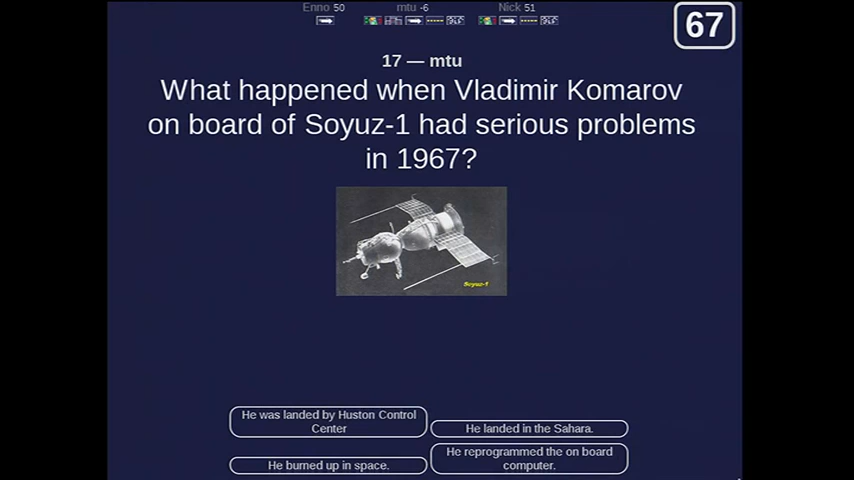 Enno 50 mtu -6 Nick 51
67
17 — mtu
What happened when Vladimir Komarov
on board of Soyuz-1 had serious problems
in 1967?
Soyuz-1
He was landed by Huston Control
Center
He landed in the Sahara.
He burned up in space.
He reprogrammed the on board
computer.